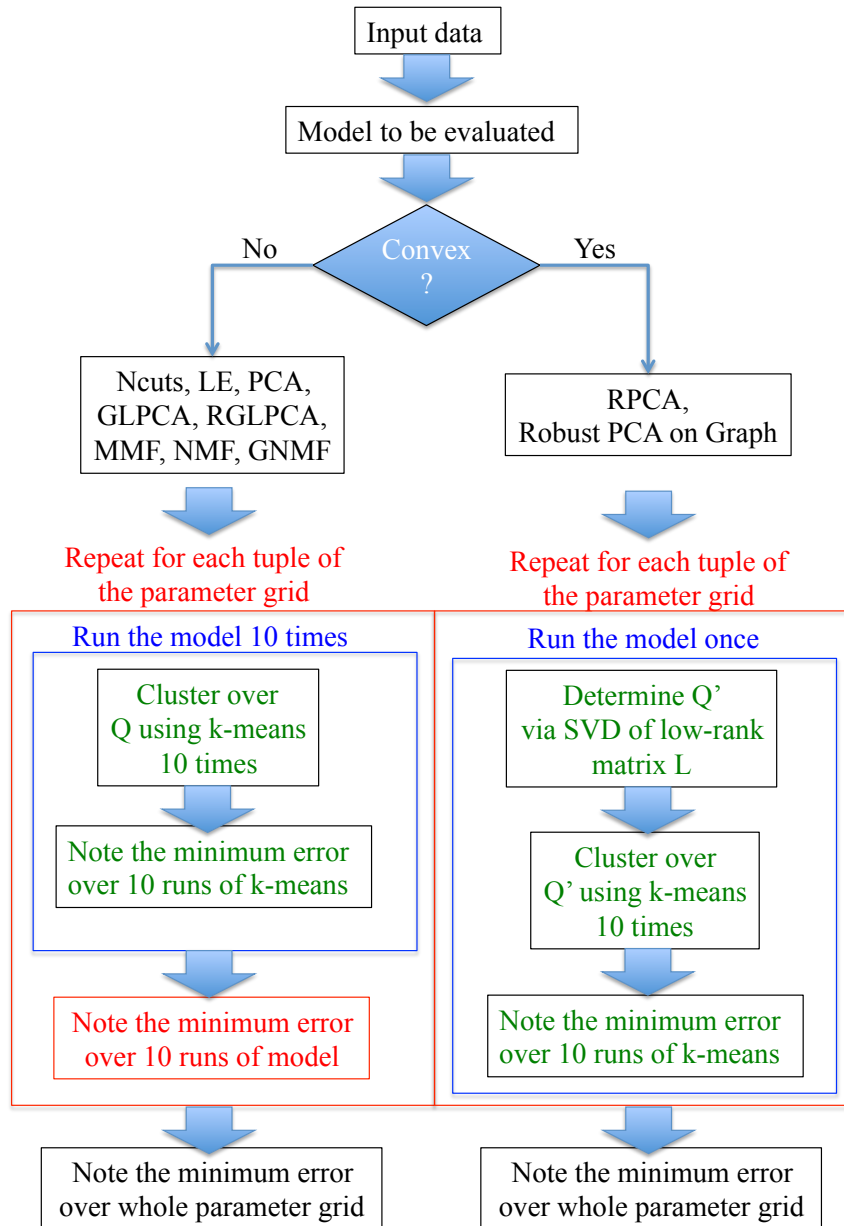 Input data
Model to be evaluated
Convex
?
No
Yes
Ncuts, LE, PCA,
GLPCA, RGLPCA,
MMF, NMF, GNMF
RPCA,
Robust PCA on Graph
Repeat for each tuple of
the parameter grid
Repeat for each tuple of
the parameter grid
Run the model 10 times
Cluster over
Q using k-means
10 times
Note the minimum error
over 10 runs of k-means
Note the minimum error
over 10 runs of model
Note the minimum error
over whole parameter grid
Run the model once
Determine Q’
via SVD of low-rank
matrix L
Cluster over
Q’ using k-means
10 times
Note the minimum error
over 10 runs of k-means
Note the minimum error
over whole parameter grid